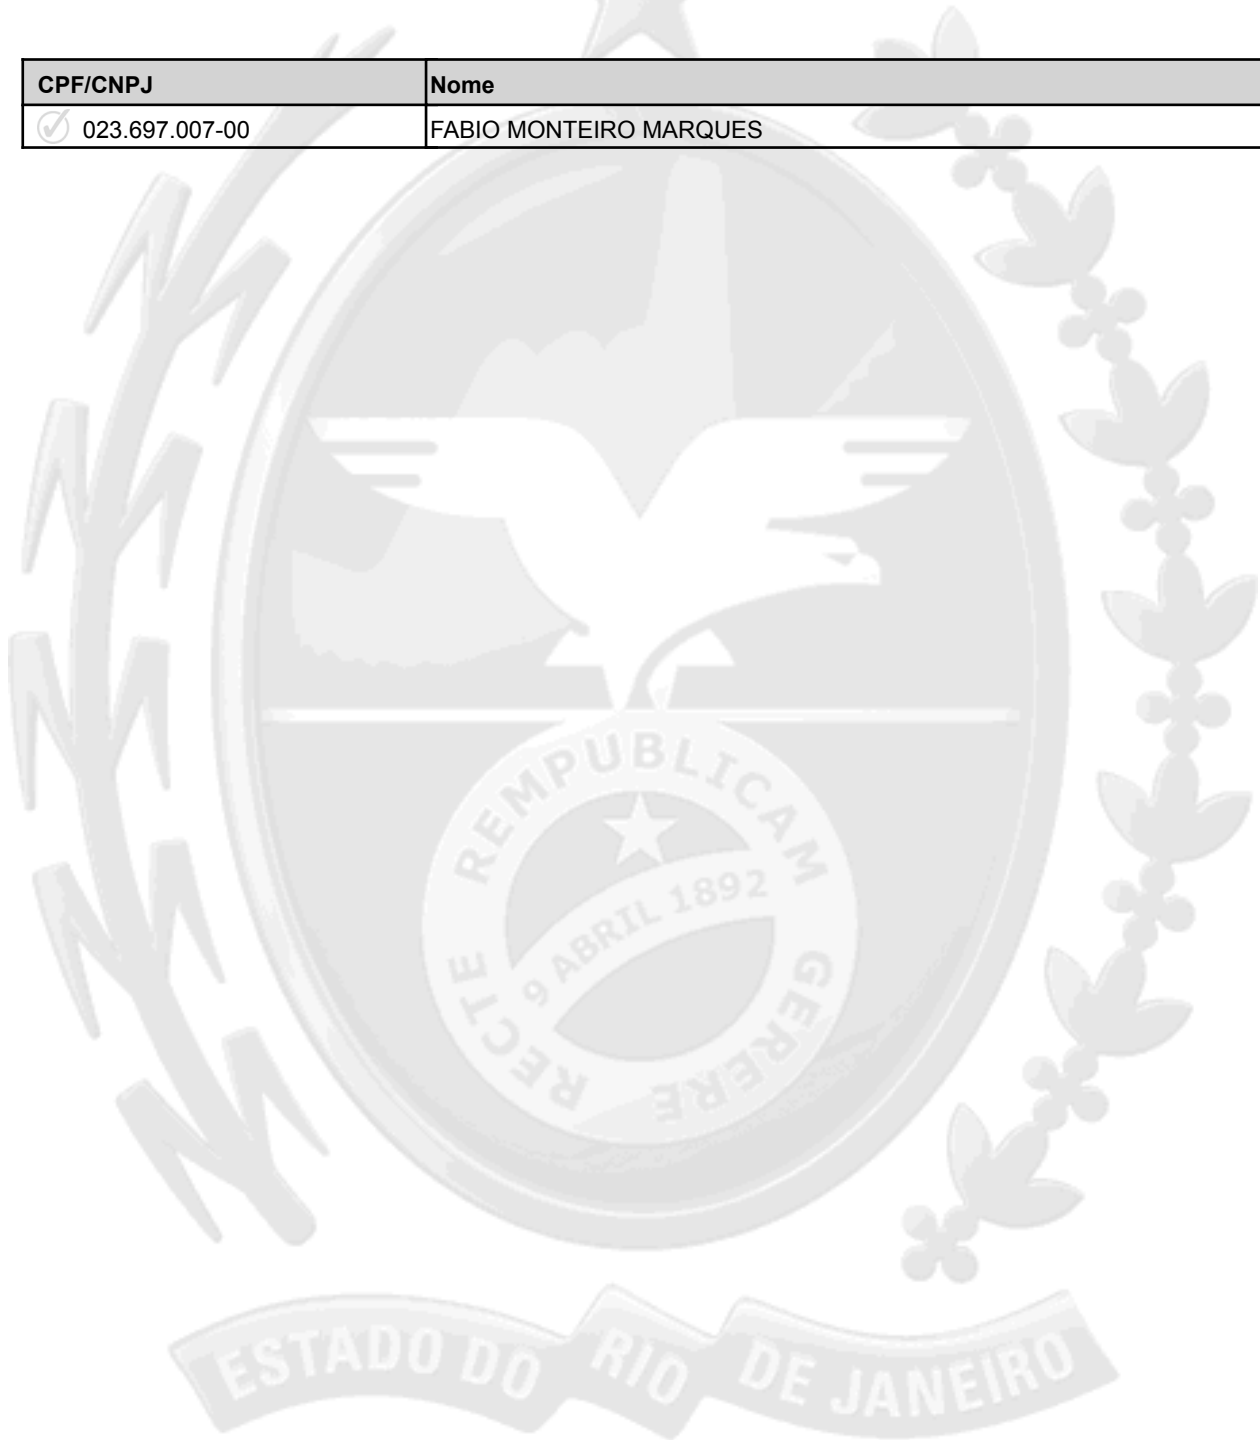 CPF/CNPJ Nome
023.697.007-00 FABIO MONTEIRO MARQUES
REMPUBLICAM
9 ABRIL 1892
RECTE GERERE
ESTADO DO RIO DE JANEIRO